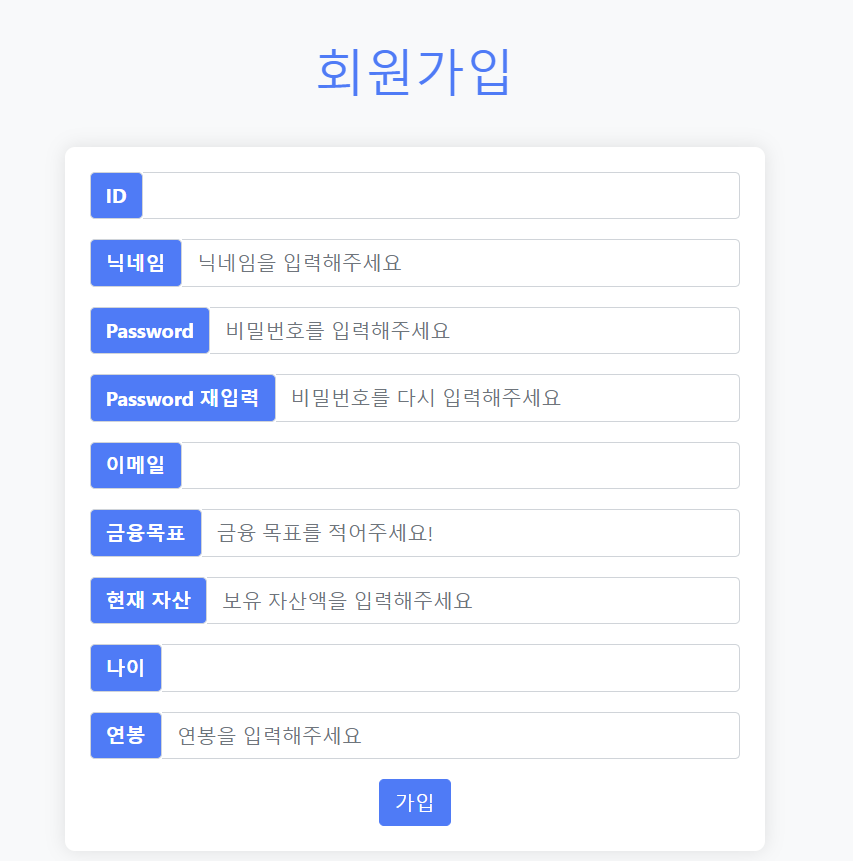 회원가입
ID
닉네임 닉네임을 입력해주세요
Password 비밀번호를 입력해주세요
Password 재입력 비밀번호를 다시 입력해주세요
이메일
금융목표 금융 목표를 적어주세요!
현재 자산 보유 자산액을 입력해주세요
나이
연봉 연봉을 입력해주세요
가입